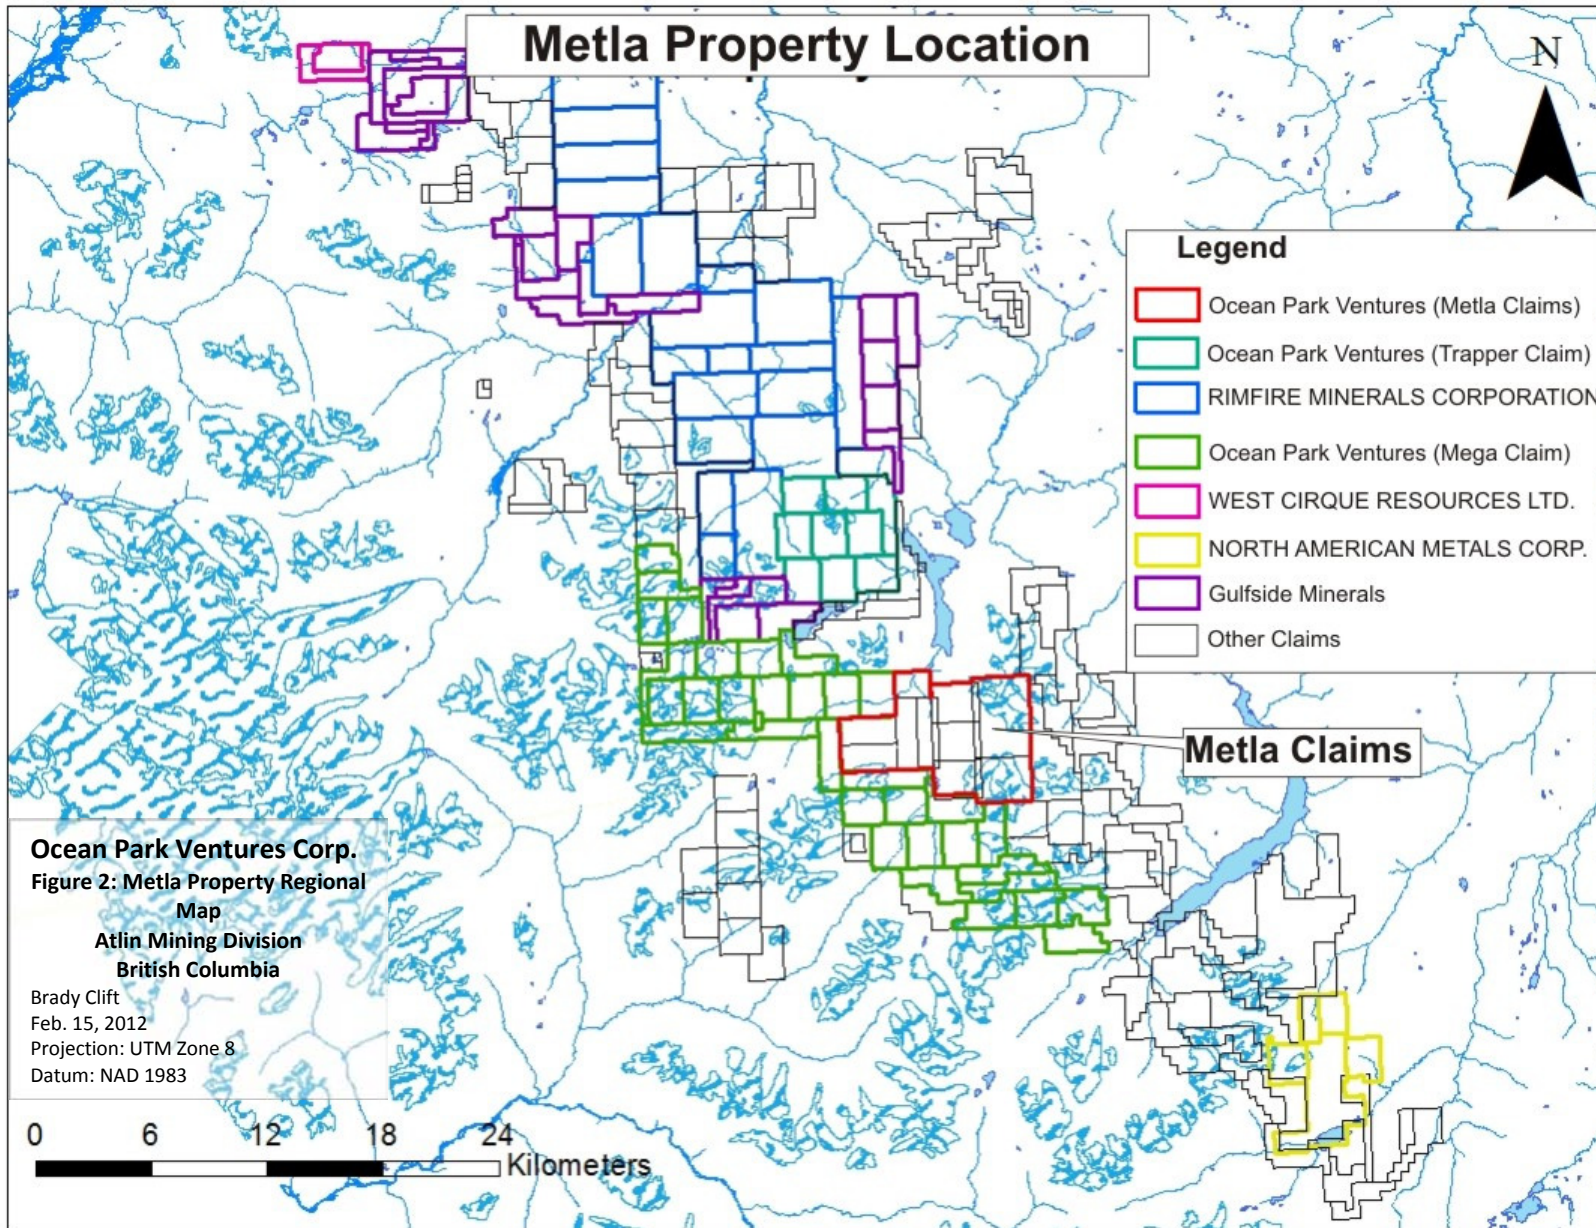 Metla Property Location
N
Legend
Ocean Park Ventures (Metla Claims)
Ocean Park Ventures (Trapper Claim)
RIMFIRE MINERALS CORPORATION
Ocean Park Ventures (Mega Claim)
WEST CIRQUE RESOURCES LTD.
NORTH AMERICAN METALS CORP.
Gulfside Minerals
Other Claims
Metla Claims
Ocean Park Ventures Corp.
Figure 2: Metla Property Regional
Map
Atlin Mining Division
British Columbia
Brady Clift
Feb. 15, 2012
Projection: UTM Zone 8
Datum: NAD 1983
0 6 12 18 24
Kilometers